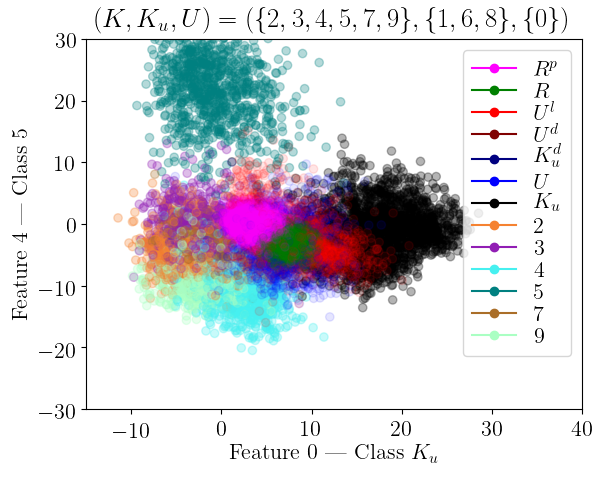 (K, K_u, U) = ({2, 3, 4, 5, 7, 9}, {1, 6, 8}, {0})
30
20
10
0
−10
−20
−30
Feature 4 — Class 5
−10 0 10 20 30 40
Feature 0 — Class K_u
R^p
R
U^l
U^d
K_u^d
U
K_u
2
3
4
5
7
9